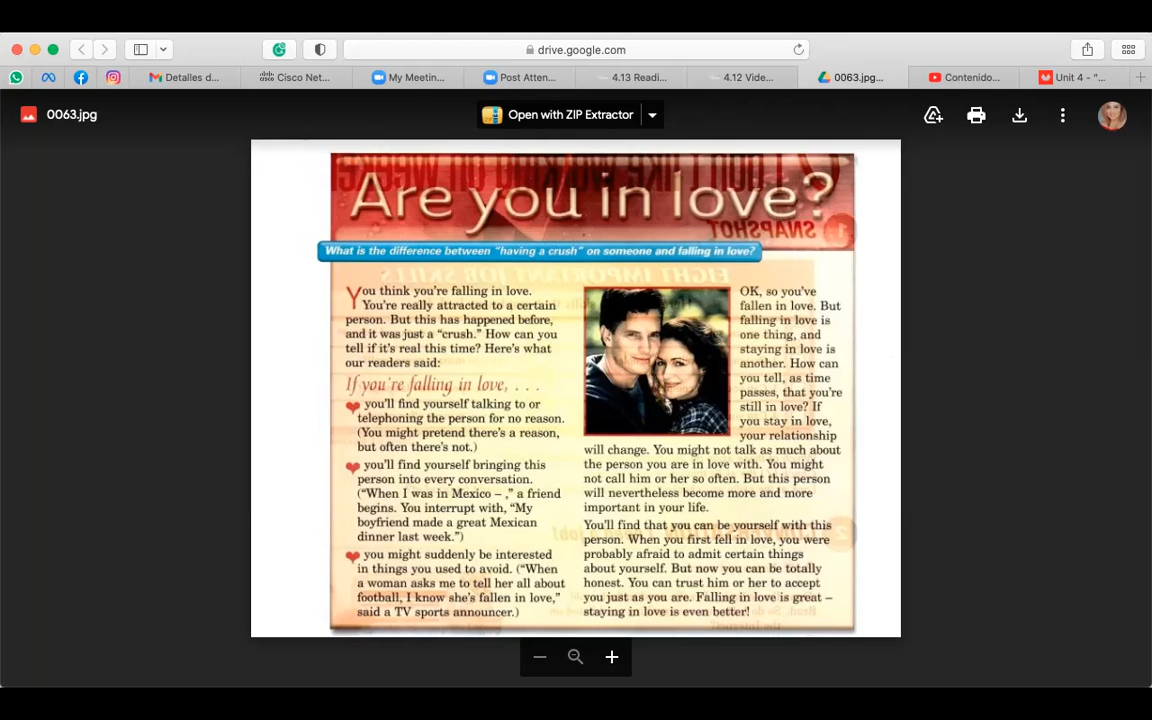 drive.google.com
Detalles d...
Cisco Net...
My Meetin...
Post Atten...
4.13 Readi...
4.12 Vide...
0063.jpg...
Contenido...
Unit 4 - "...
0063.jpg
Open with ZIP Extractor
Are you in love?
What is the difference between "having a crush" on someone and falling in love?
You think you're falling in love.
You're really attracted to a certain
person. But this has happened before,
and it was just a "crush." How can you
tell if it's real this time? Here's what
our readers said:
If you're falling in love, . . .
you'll find yourself talking to or
telephoning the person for no reason.
(You might pretend there's a reason,
but often there's not.)
you'll find yourself bringing this
person into every conversation.
("When I was in Mexico – ," a friend
begins. You interrupt with, "My
boyfriend made a great Mexican
dinner last week.")
you might suddenly be interested
in things you used to avoid. ("When
a woman asks me to tell her all about
football, I know she's fallen in love,"
said a TV sports announcer.)
OK, so you've
fallen in love. But
falling in love is
one thing, and
staying in love is
another. How can
you tell, as time
passes, that you're
still in love? If
you stay in love,
your relationship
will change. You might not talk as much about
the person you are in love with. You might
not call him or her so often. But this person
will nevertheless become more and more
important in your life.
You'll find that you can be yourself with this
person. When you first fell in love, you were
probably afraid to admit certain things
about yourself. But now you can be totally
honest. You can trust him or her to accept
you just as you are. Falling in love is great –
staying in love is even better!